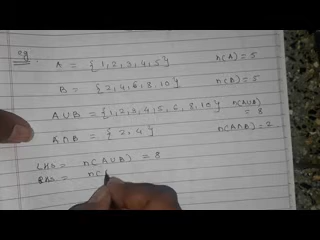 eg
A = {1,2,3,4,5} n(A) = 5
B = {2,4,6,8,10} n(B) = 5
A∪B = {1,2,3,4,5,6,8,10} n(A∪B) = 8
A∩B = {2,4} n(A∩B) = 2
LHS = n(A∪B) = 8
RHS = n(